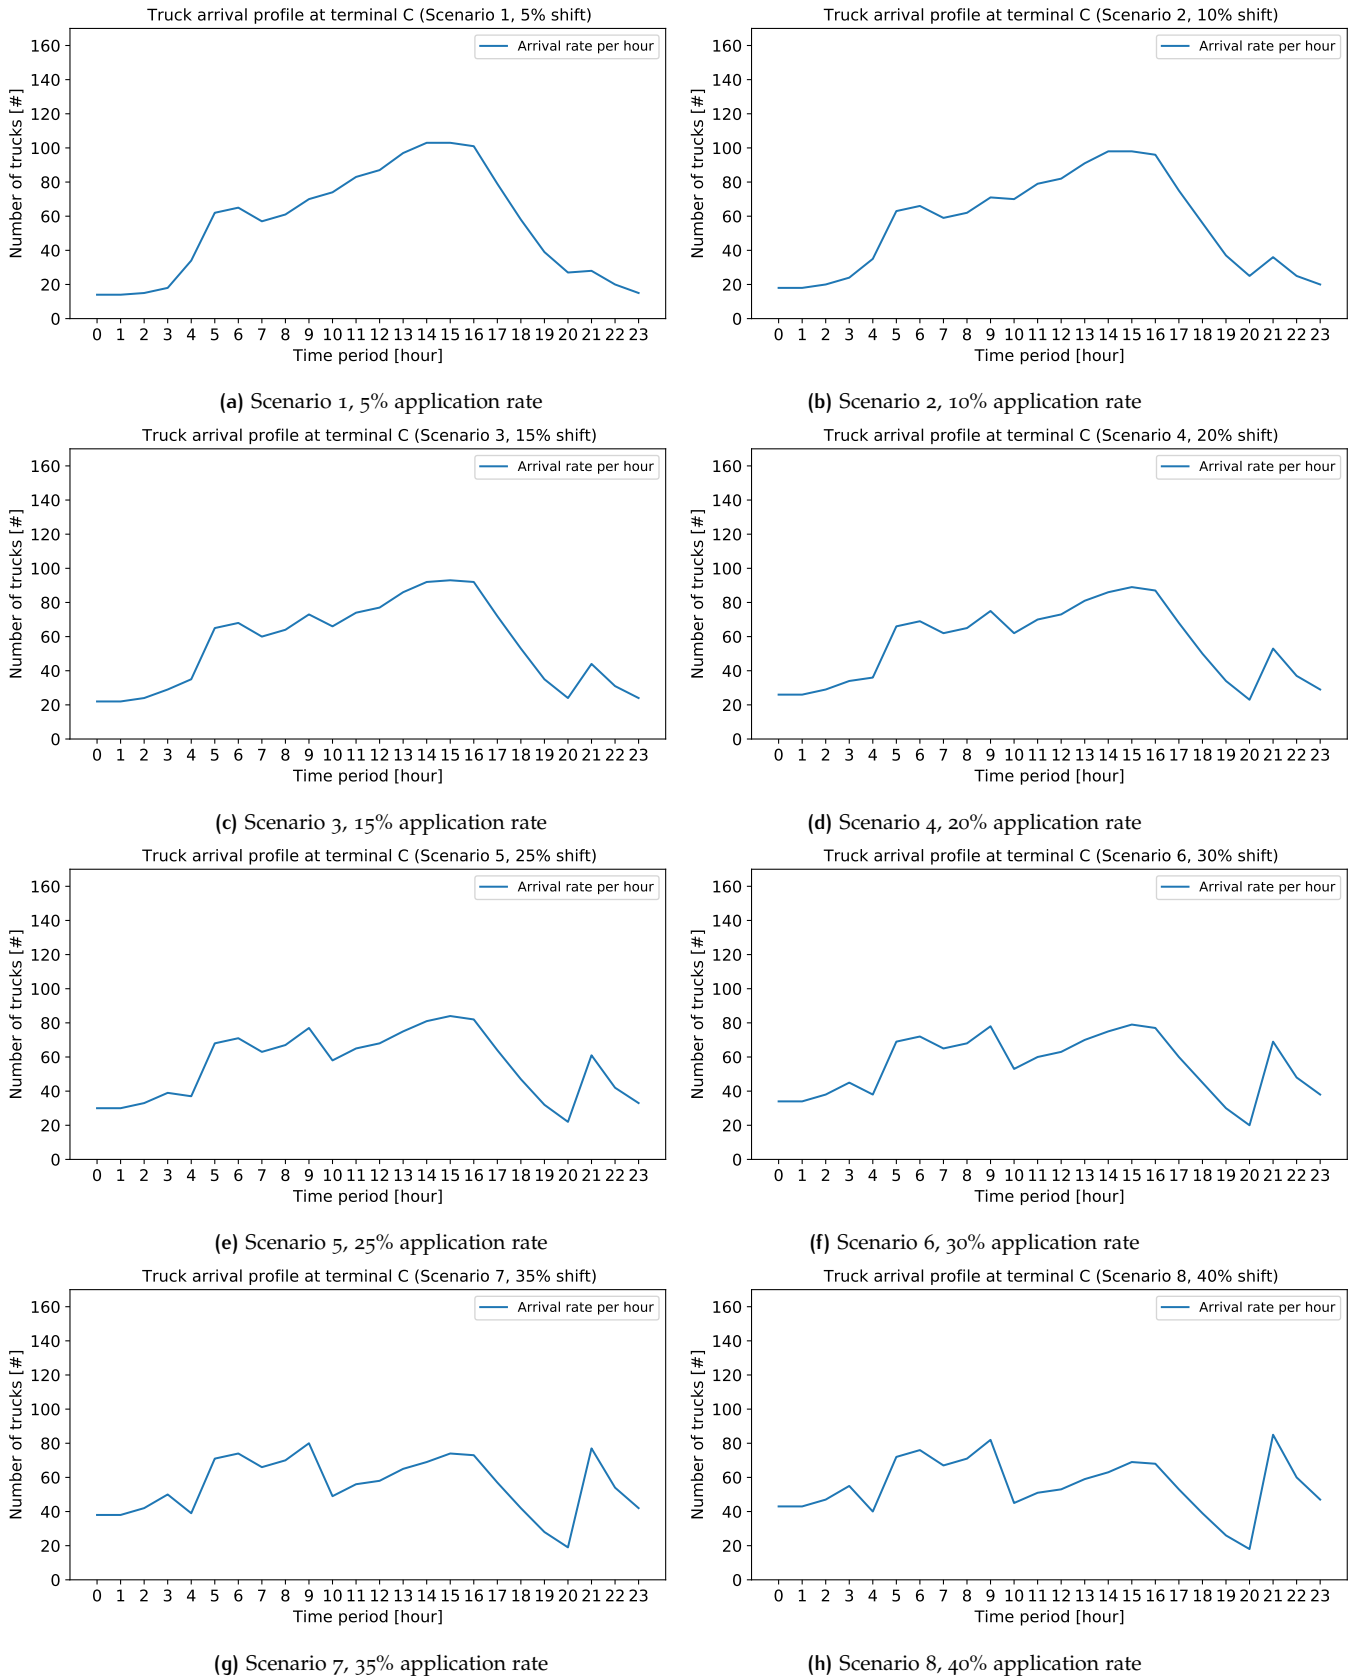 Truck arrival profile at terminal C (Scenario 1, 5% shift)
Number of trucks [#]
160
140
120
100
80
60
40
20
0
Arrival rate per hour
0 1 2 3 4 5 6 7 8 9 10 11 12 13 14 15 16 17 18 19 20 21 22 23
Time period [hour]
(a) Scenario 1, 5% application rate
Truck arrival profile at terminal C (Scenario 2, 10% shift)
Number of trucks [#]
160
140
120
100
80
60
40
20
0
Arrival rate per hour
0 1 2 3 4 5 6 7 8 9 10 11 12 13 14 15 16 17 18 19 20 21 22 23
Time period [hour]
(b) Scenario 2, 10% application rate
Truck arrival profile at terminal C (Scenario 3, 15% shift)
Number of trucks [#]
160
140
120
100
80
60
40
20
0
Arrival rate per hour
0 1 2 3 4 5 6 7 8 9 10 11 12 13 14 15 16 17 18 19 20 21 22 23
Time period [hour]
(c) Scenario 3, 15% application rate
Truck arrival profile at terminal C (Scenario 4, 20% shift)
Number of trucks [#]
160
140
120
100
80
60
40
20
0
Arrival rate per hour
0 1 2 3 4 5 6 7 8 9 10 11 12 13 14 15 16 17 18 19 20 21 22 23
Time period [hour]
(d) Scenario 4, 20% application rate
Truck arrival profile at terminal C (Scenario 5, 25% shift)
Number of trucks [#]
160
140
120
100
80
60
40
20
0
Arrival rate per hour
0 1 2 3 4 5 6 7 8 9 10 11 12 13 14 15 16 17 18 19 20 21 22 23
Time period [hour]
(e) Scenario 5, 25% application rate
Truck arrival profile at terminal C (Scenario 6, 30% shift)
Number of trucks [#]
160
140
120
100
80
60
40
20
0
Arrival rate per hour
0 1 2 3 4 5 6 7 8 9 10 11 12 13 14 15 16 17 18 19 20 21 22 23
Time period [hour]
(f) Scenario 6, 30% application rate
Truck arrival profile at terminal C (Scenario 7, 35% shift)
Number of trucks [#]
160
140
120
100
80
60
40
20
0
Arrival rate per hour
0 1 2 3 4 5 6 7 8 9 10 11 12 13 14 15 16 17 18 19 20 21 22 23
Time period [hour]
(g) Scenario 7, 35% application rate
Truck arrival profile at terminal C (Scenario 8, 40% shift)
Number of trucks [#]
160
140
120
100
80
60
40
20
0
Arrival rate per hour
0 1 2 3 4 5 6 7 8 9 10 11 12 13 14 15 16 17 18 19 20 21 22 23
Time period [hour]
(h) Scenario 8, 40% application rate